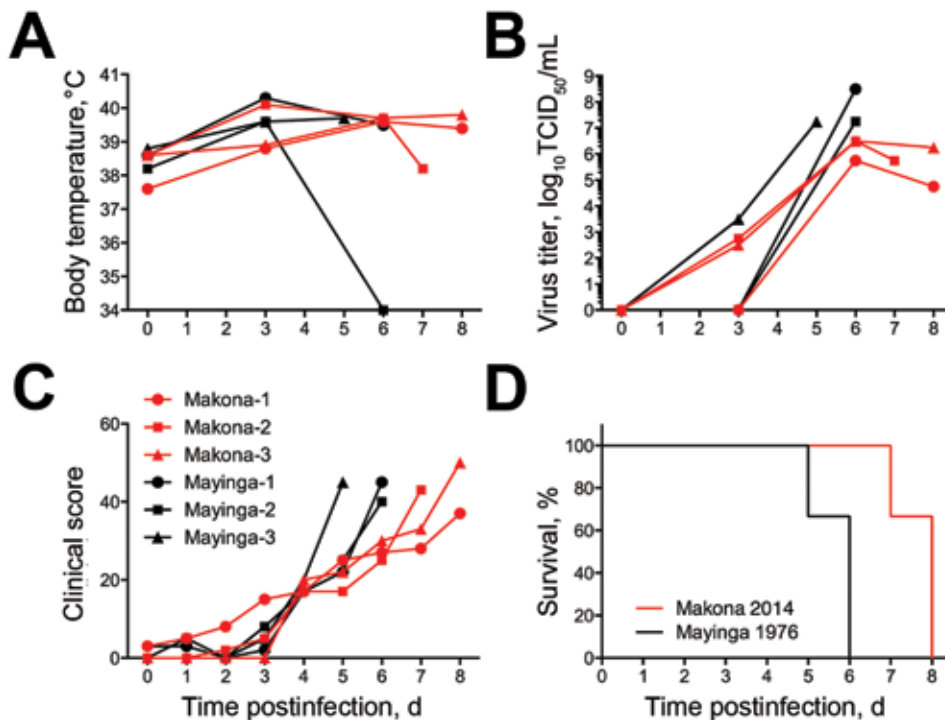 A
Body temperature,°C
41
40
39
38
37
36
35
34
0 1 2 3 4 5 6 7 8
B
Virus titer, log10TCID50/mL
9
8
7
6
5
4
3
2
1
0
0 1 2 3 4 5 6 7 8
C
Clinical score
60
40
20
0
Makona-1
Makona-2
Makona-3
Mayinga-1
Mayinga-2
Mayinga-3
0 1 2 3 4 5 6 7 8
Time postinfection, d
D
Survival, %
100
80
60
40
20
0
Makona 2014
Mayinga 1976
0 1 2 3 4 5 6 7 8
Time postinfection, d